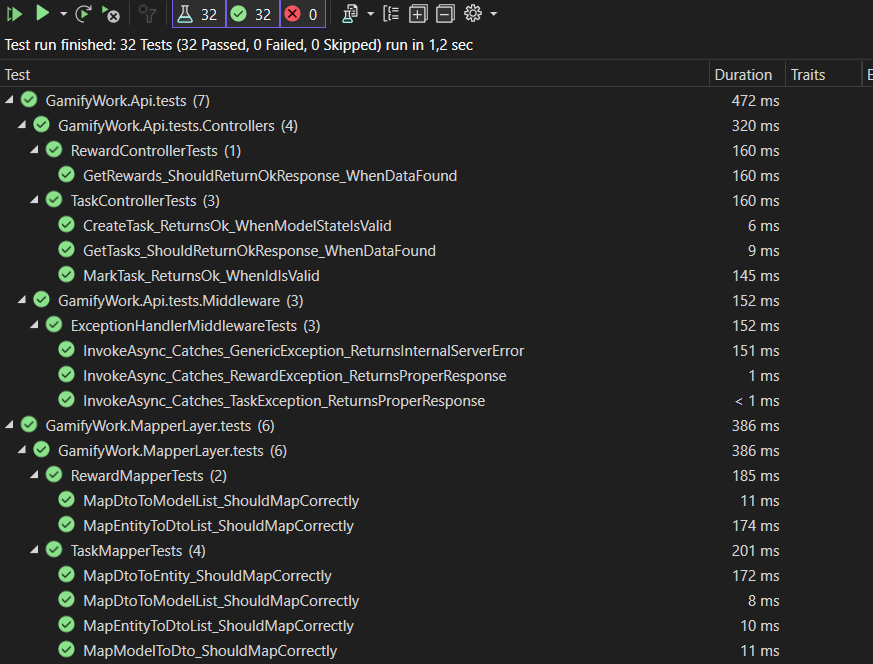 32 32 0
Test run finished: 32 Tests (32 Passed, 0 Failed, 0 Skipped) run in 1,2 sec
Test Duration Traits E
GamifyWork.Api.tests (7) 472 ms
GamifyWork.Api.tests.Controllers (4) 320 ms
RewardControllerTests (1) 160 ms
GetRewards_ShouldReturnOkResponse_WhenDataFound 160 ms
TaskControllerTests (3) 160 ms
CreateTask_ReturnsOk_WhenModelStateIsValid 6 ms
GetTasks_ShouldReturnOkResponse_WhenDataFound 9 ms
MarkTask_ReturnsOk_WhenIdIsValid 145 ms
GamifyWork.Api.tests.Middleware (3) 152 ms
ExceptionHandlerMiddlewareTests (3) 152 ms
InvokeAsync_Catches_GenericException_ReturnsInternalServerError 151 ms
InvokeAsync_Catches_RewardException_ReturnsProperResponse 1 ms
InvokeAsync_Catches_TaskException_ReturnsProperResponse < 1 ms
GamifyWork.MapperLayer.tests (6) 386 ms
GamifyWork.MapperLayer.tests (6) 386 ms
RewardMapperTests (2) 185 ms
MapDtoToModelList_ShouldMapCorrectly 11 ms
MapEntityToDtoList_ShouldMapCorrectly 174 ms
TaskMapperTests (4) 201 ms
MapDtoToEntity_ShouldMapCorrectly 172 ms
MapDtoToModelList_ShouldMapCorrectly 8 ms
MapEntityToDtoList_ShouldMapCorrectly 10 ms
MapModelToDto_ShouldMapCorrectly 11 ms